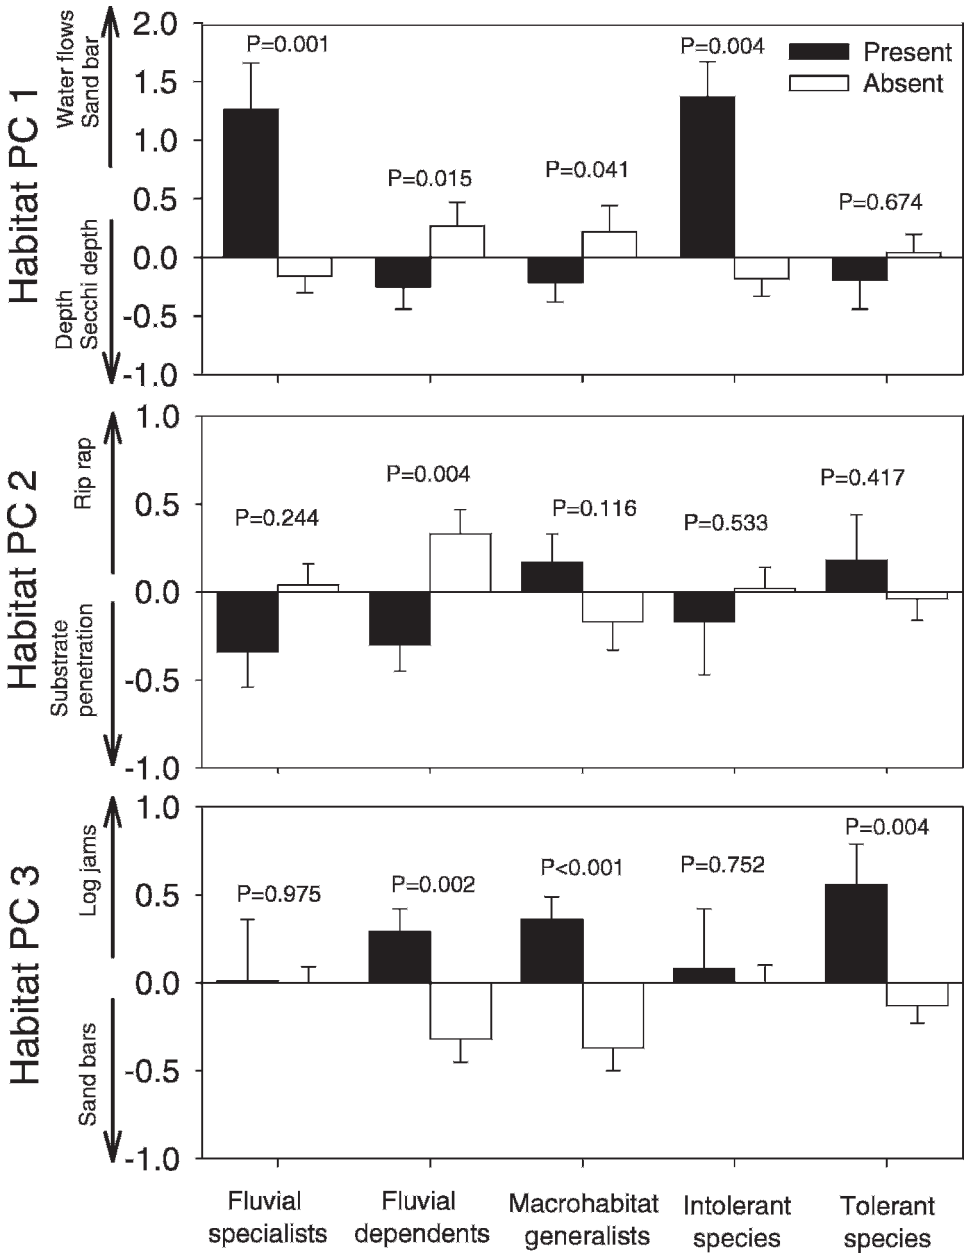 Habitat PC 1
Water flows
Sand bar
Depth
Secchi depth
2.0
1.5
1.0
0.5
0.0
-0.5
-1.0
P=0.001
P=0.015
P=0.041
P=0.004
P=0.674
Present
Absent
Habitat PC 2
Rip rap
Substrate
penetration
1.0
0.5
0.0
-0.5
-1.0
P=0.244
P=0.004
P=0.116
P=0.533
P=0.417
Habitat PC 3
Log jams
Sand bars
1.0
0.5
0.0
-0.5
-1.0
P=0.975
P=0.002
P<0.001
P=0.752
P=0.004
Fluvial
specialists
Fluvial
dependents
Macrohabitat
generalists
Intolerant
species
Tolerant
species